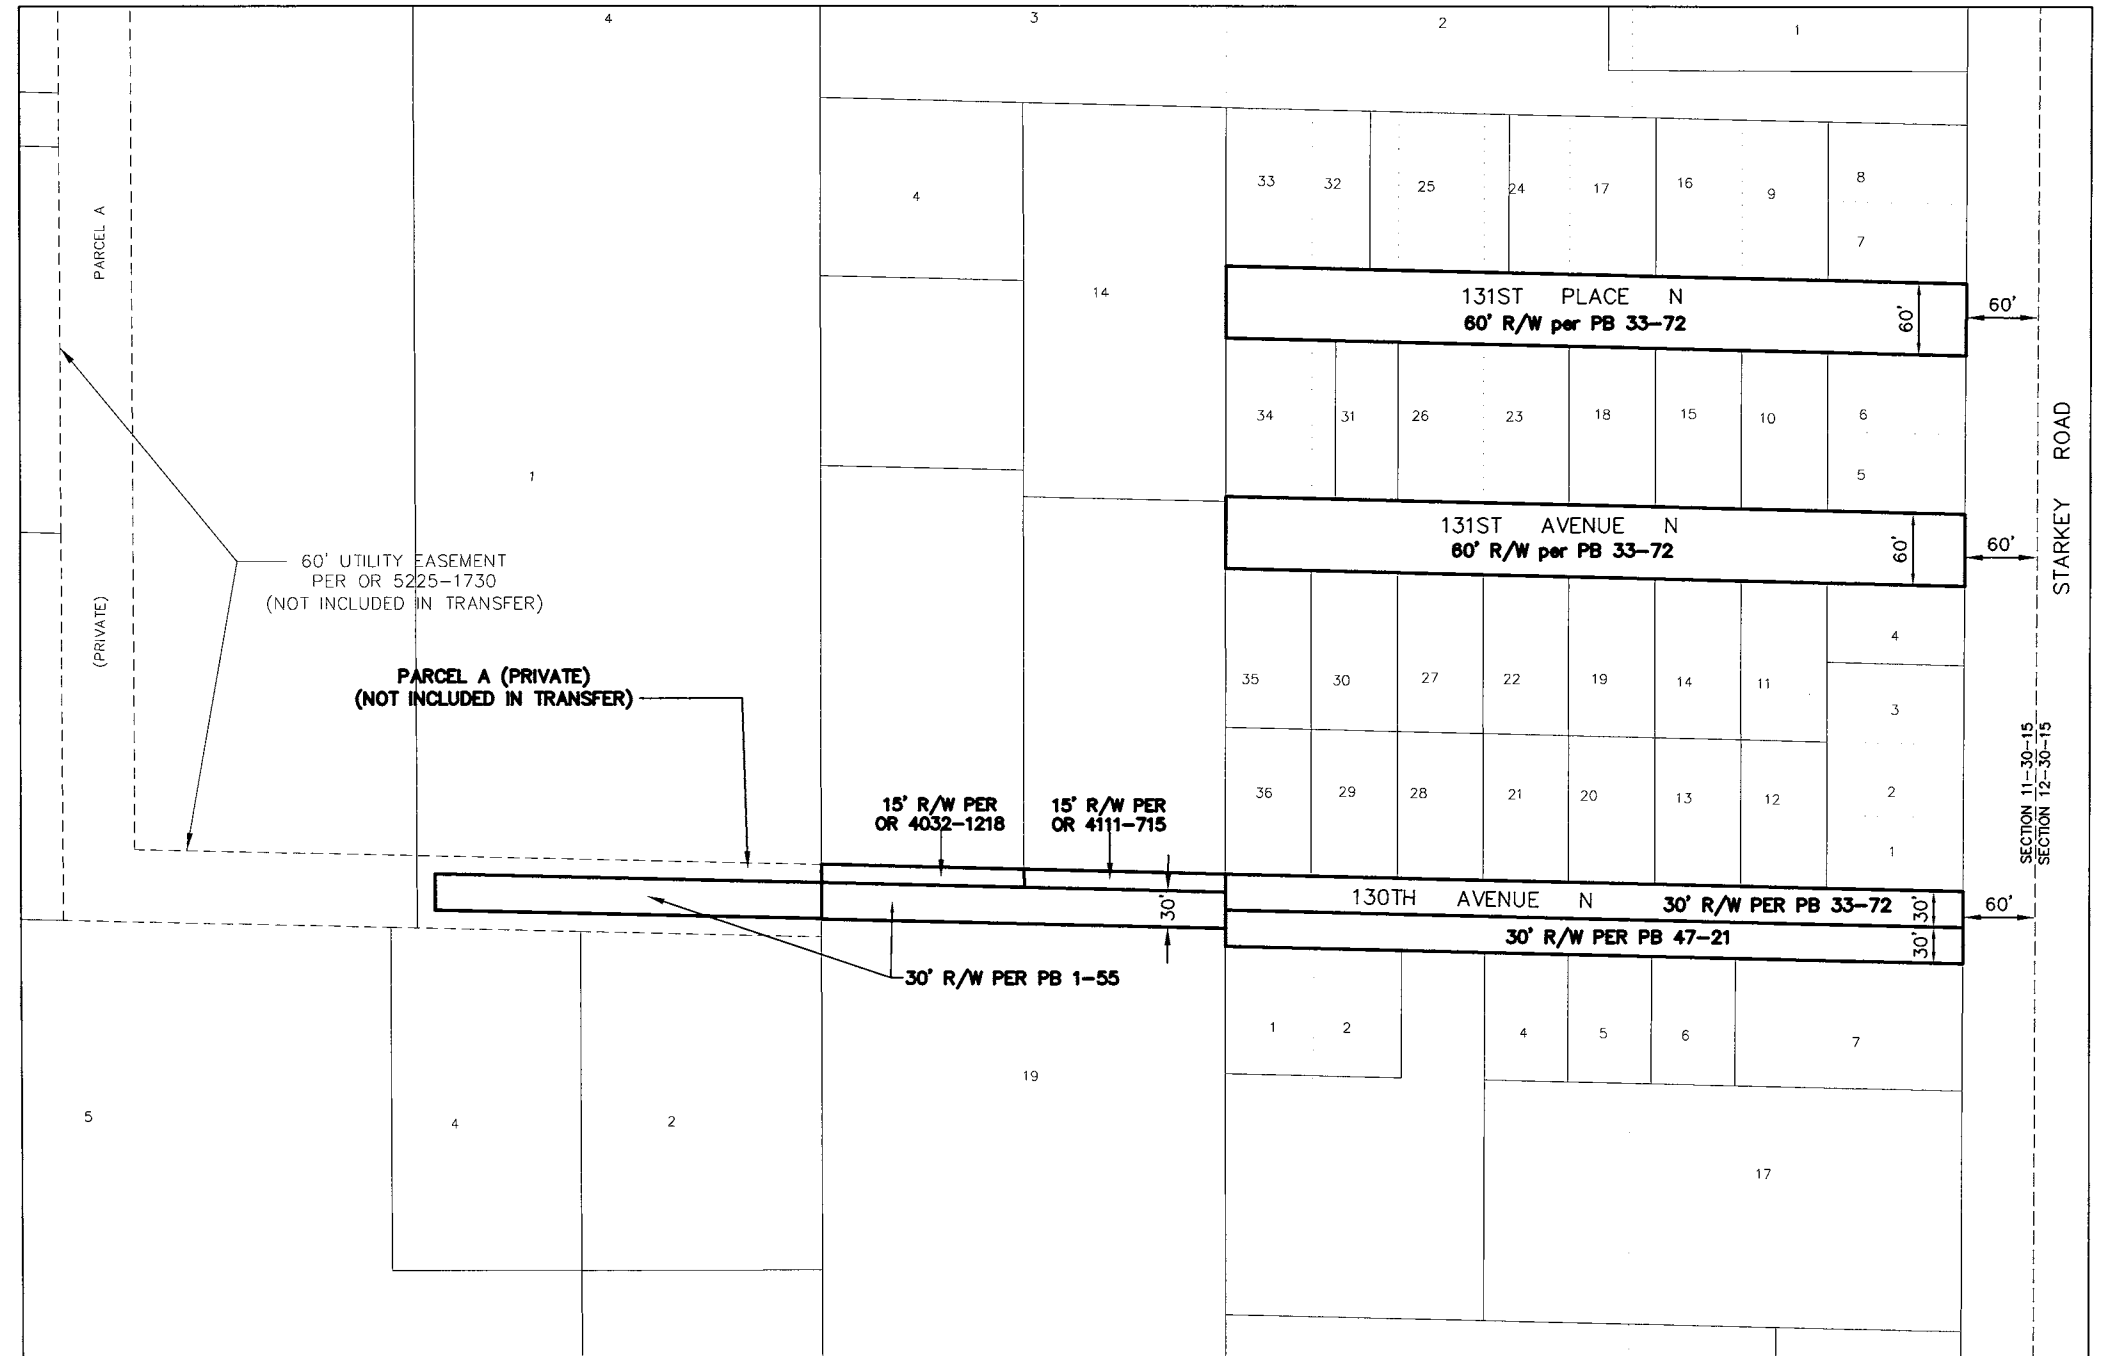 4
3
2
1
33
32
25
24
17
16
9
8
7
4
14
PARCEL A
131ST PLACE N
60' R/W per PB 33-72
60'
60'
34
31
26
23
18
15
10
6
5
1
STARKEY ROAD
131ST AVENUE N
60' R/W per PB 33-72
60'
60'
60' UTILITY EASEMENT
PER OR 5225-1730
(NOT INCLUDED IN TRANSFER)
(PRIVATE)
PARCEL A (PRIVATE)
(NOT INCLUDED IN TRANSFER)
35
30
27
22
19
14
11
4
3
36
29
28
21
20
13
12
2
1
SECTION 11-30-15
SECTION 12-30-15
15' R/W PER
OR 4032-1218
15' R/W PER
OR 4111-715
30'
130TH AVENUE N
30' R/W PER PB 33-72
30'
60'
30' R/W PER PB 47-21
30'
30' R/W PER PB 1-55
1
2
4
5
6
7
19
5
4
2
17